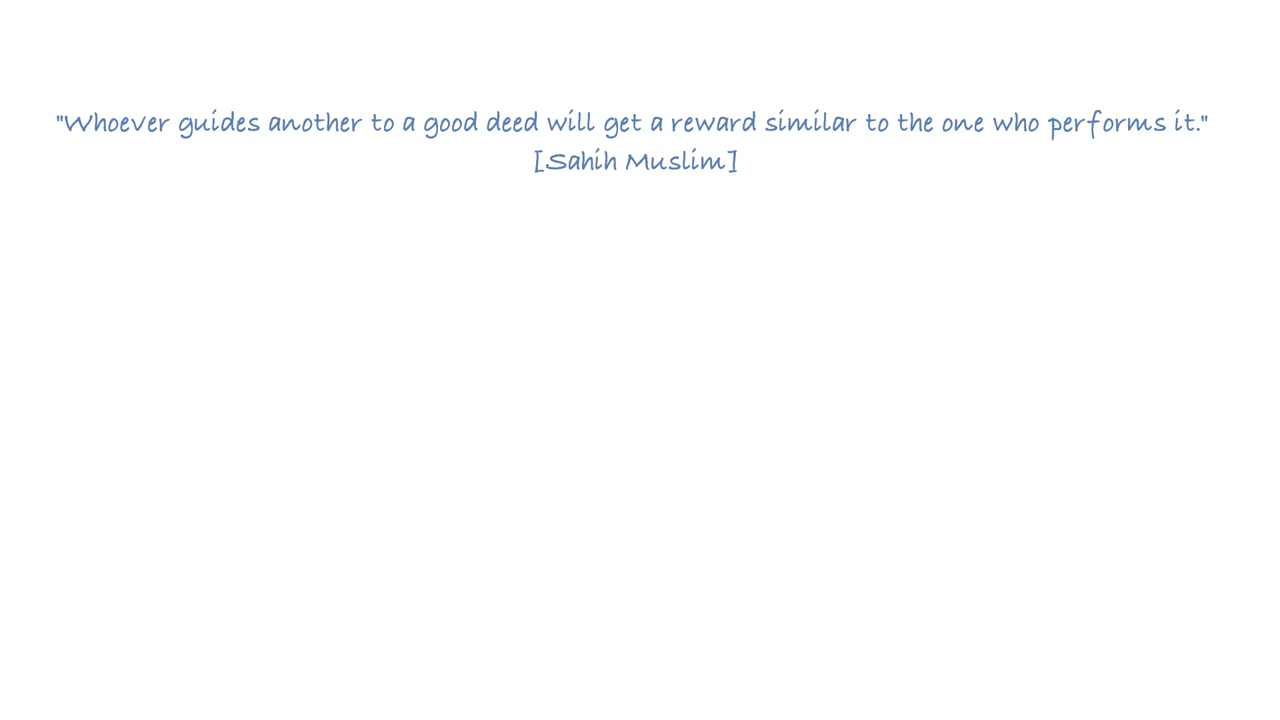 "Whoever guides another to a good deed will get a reward similar to the one who performs it."
[Sahih Muslim]